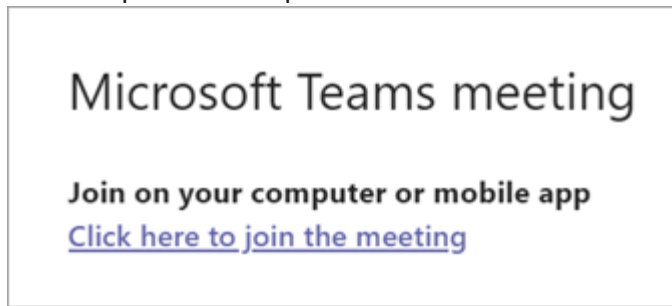 Microsoft Teams meeting
Join on your computer or mobile app
Click here to join the meeting